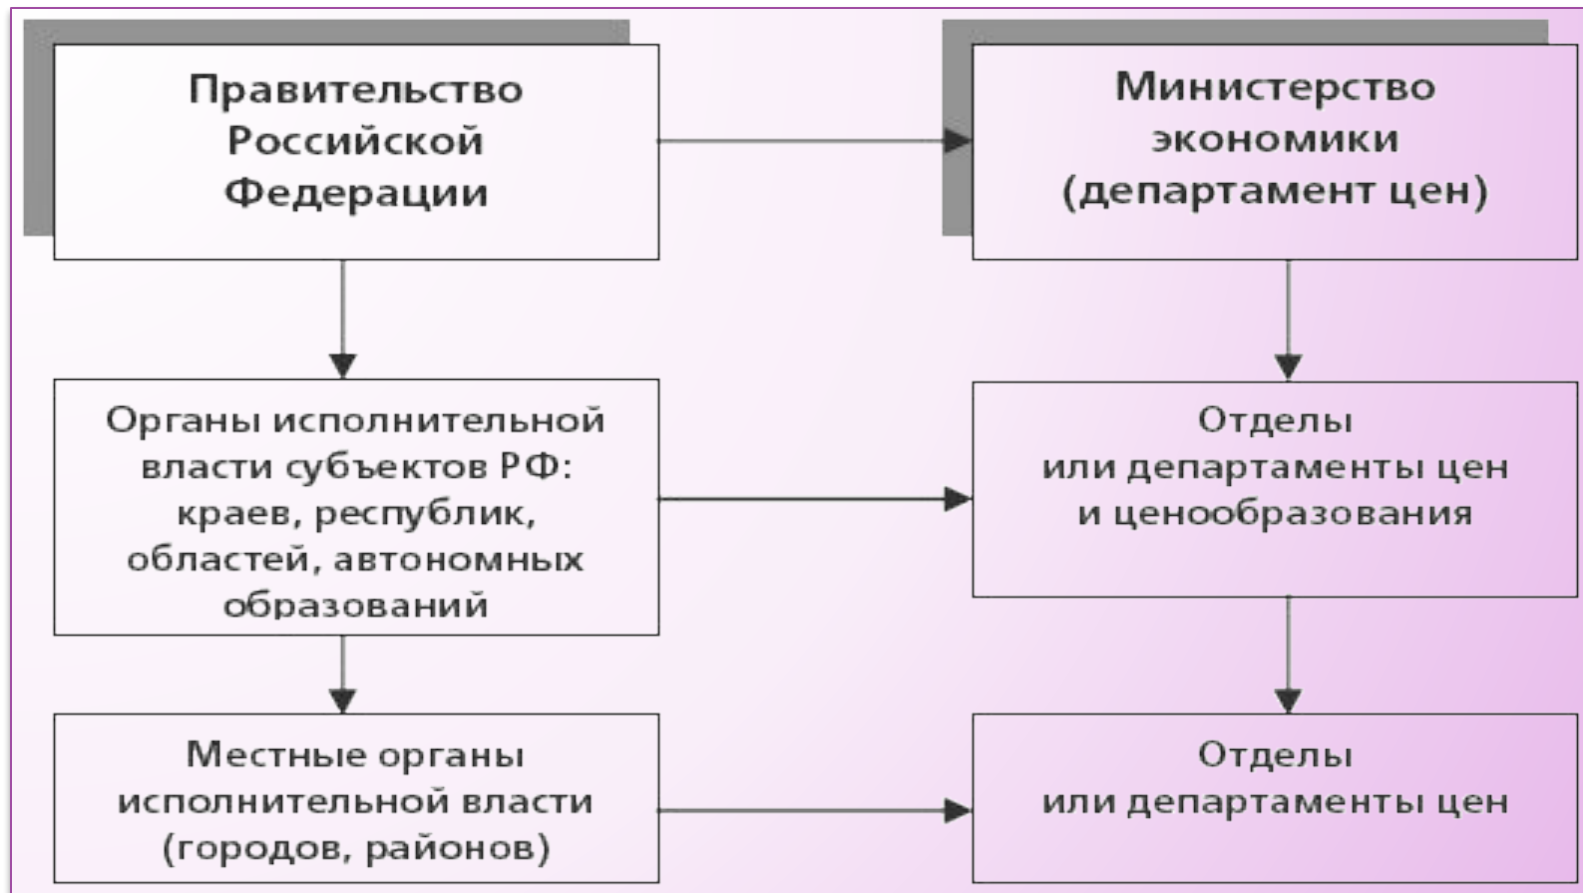 Правительство
Российской
Федерации
Министерство
экономики
(департамент цен)
Органы исполнительной
власти субъектов РФ:
краев, республик,
областей, автономных
образований
Отделы
или департаменты цен
и ценообразования
Местные органы
исполнительной власти
(городов, районов)
Отделы
или департаменты цен